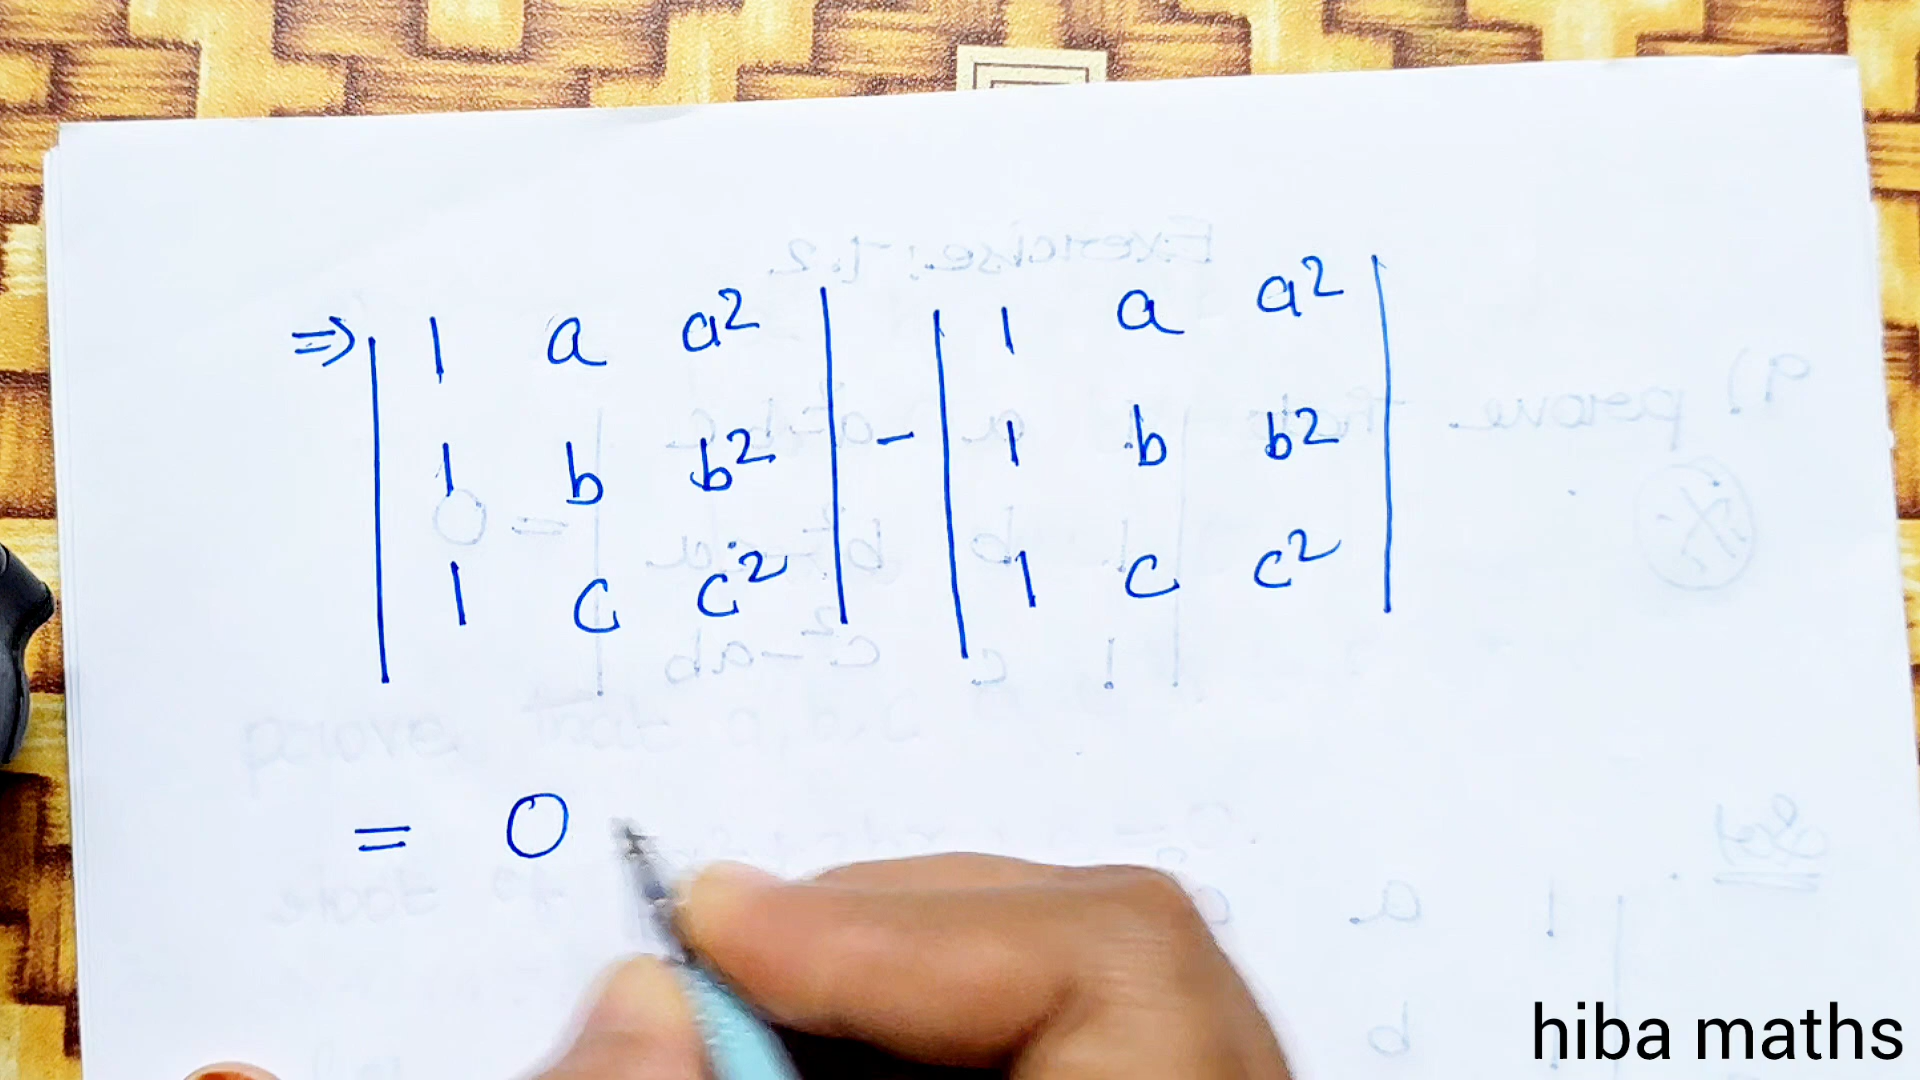 ⇒ | 1 a a² | - | 1 a a² |
| 1 b b² | | 1 b b² |
| 1 c c² | | 1 c c² |
= 0
hiba maths